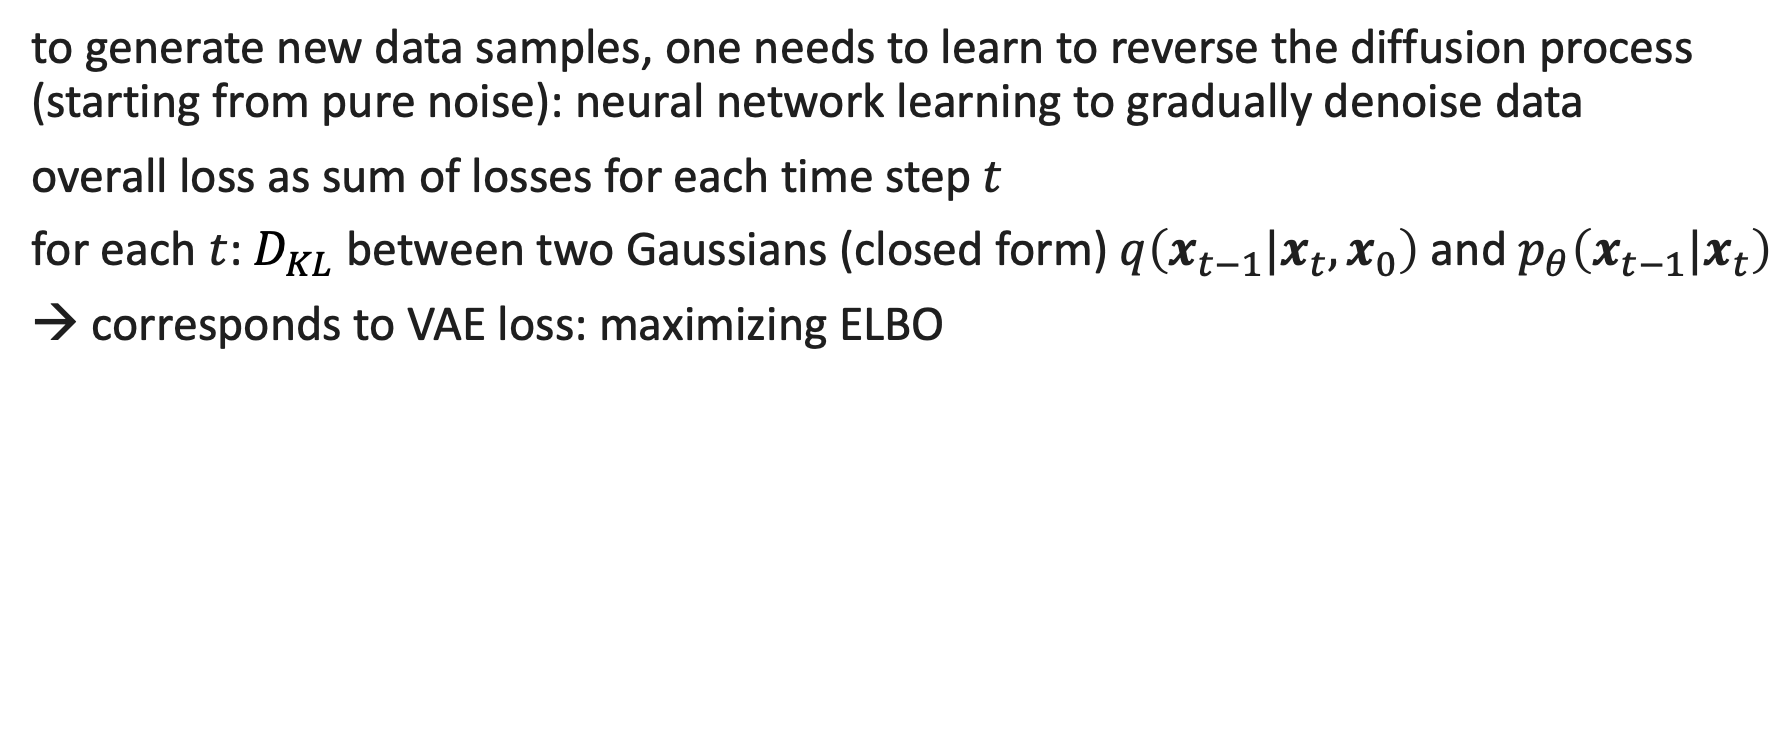 to generate new data samples, one needs to learn to reverse the diffusion process
(starting from pure noise): neural network learning to gradually denoise data
overall loss as sum of losses for each time step 𝑡
for each 𝑡: 𝐷_𝐾𝐿 between two Gaussians (closed form) 𝑞(𝒙_{𝑡−1}|𝒙_𝑡, 𝒙_0) and 𝑝_𝜃(𝒙_{𝑡−1}|𝒙_𝑡)
→ corresponds to VAE loss: maximizing ELBO